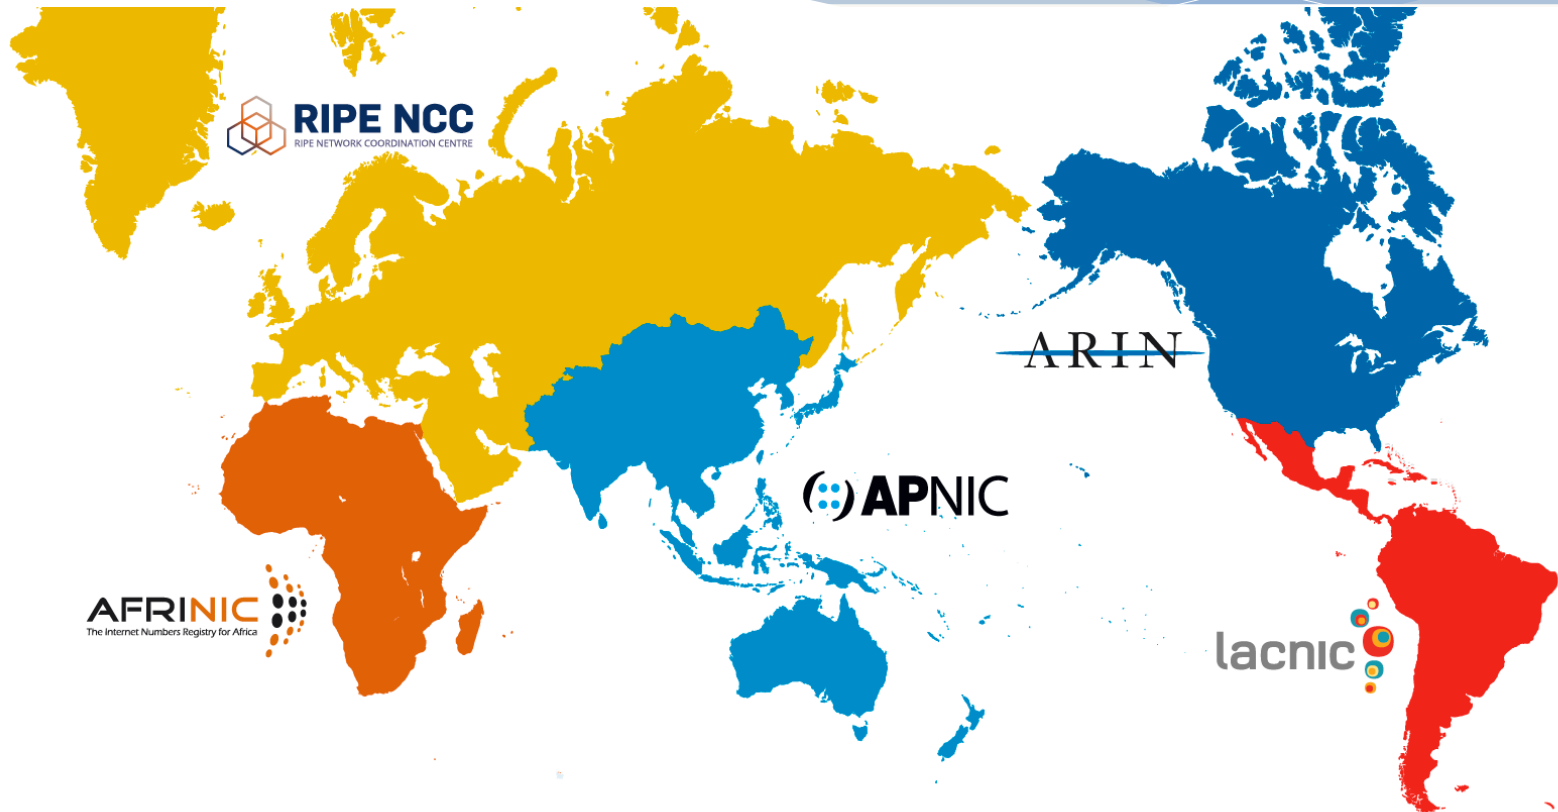 RIPE NCC
RIPE NETWORK COORDINATION CENTRE
ARIN
APNIC
AFRINIC
The Internet Numbers Registry for Africa
lacnic